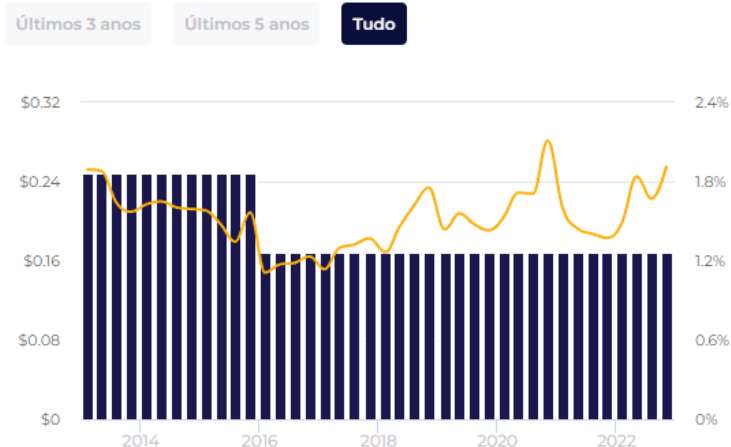 Últimos 3 anos Últimos 5 anos Tudo
$0.32 2.4%
$0.24 1.8%
$0.16 1.2%
$0.08 0.6%
$0 0%
2014 2016 2018 2020 2022